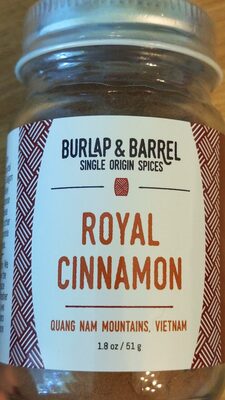 BURLAP & BARREL
SINGLE ORIGIN SPICES
ROYAL
CINNAMON
QUANG NAM MOUNTAINS, VIETNAM
1.8 oz / 51 g